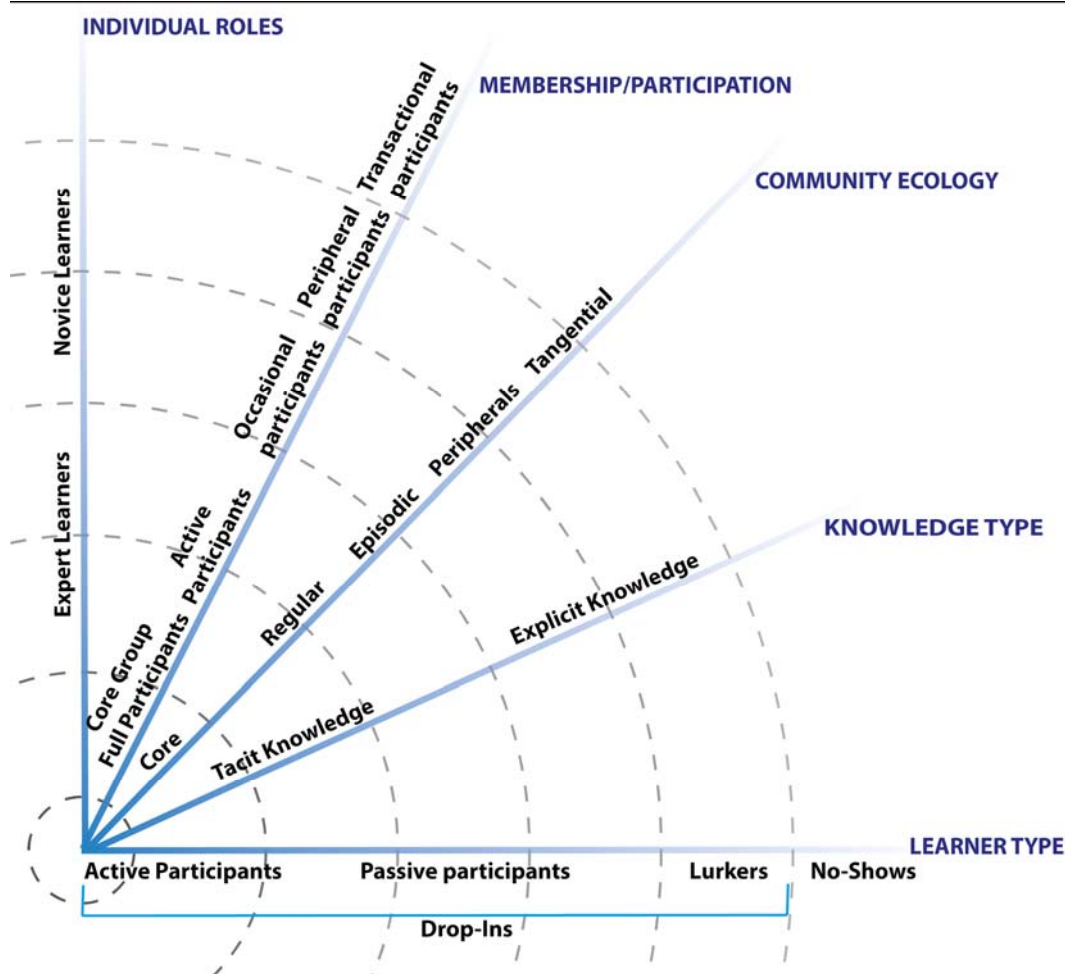 INDIVIDUAL ROLES
Novice Learners
Expert Learners
MEMBERSHIP/PARTICIPATION
Transactional
participants
Peripheral
participants
Occasional
participants
Active
Participants
Core Group
Full Participants
COMMUNITY ECOLOGY
Tangential
Peripherals
Episodic
Regular
Core
KNOWLEDGE TYPE
Explicit Knowledge
Tacit Knowledge
LEARNER TYPE
Active Participants
Passive participants
Lurkers
No-Shows
Drop-Ins